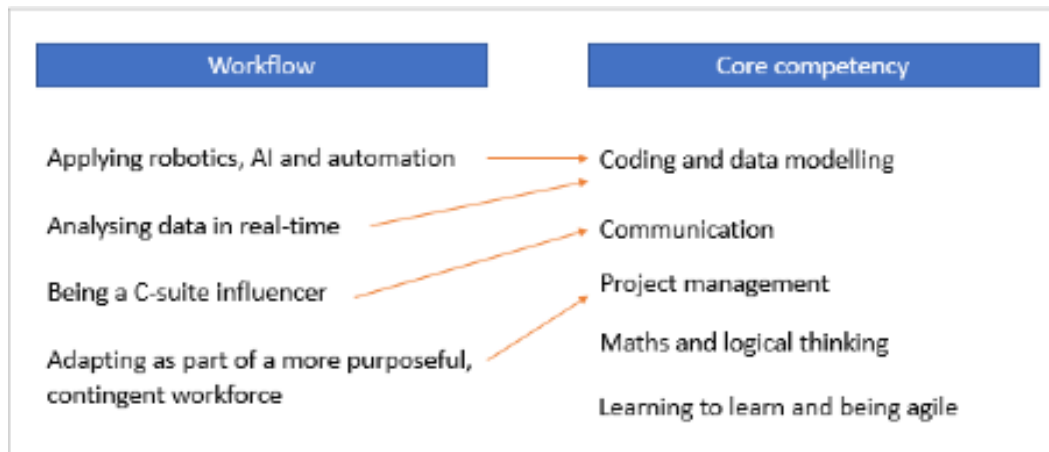 Workflow
Core competency
Applying robotics, AI and automation
Coding and data modelling
Analysing data in real-time
Communication
Being a C-suite influencer
Project management
Adapting as part of a more purposeful,
contingent workforce
Maths and logical thinking
Learning to learn and being agile